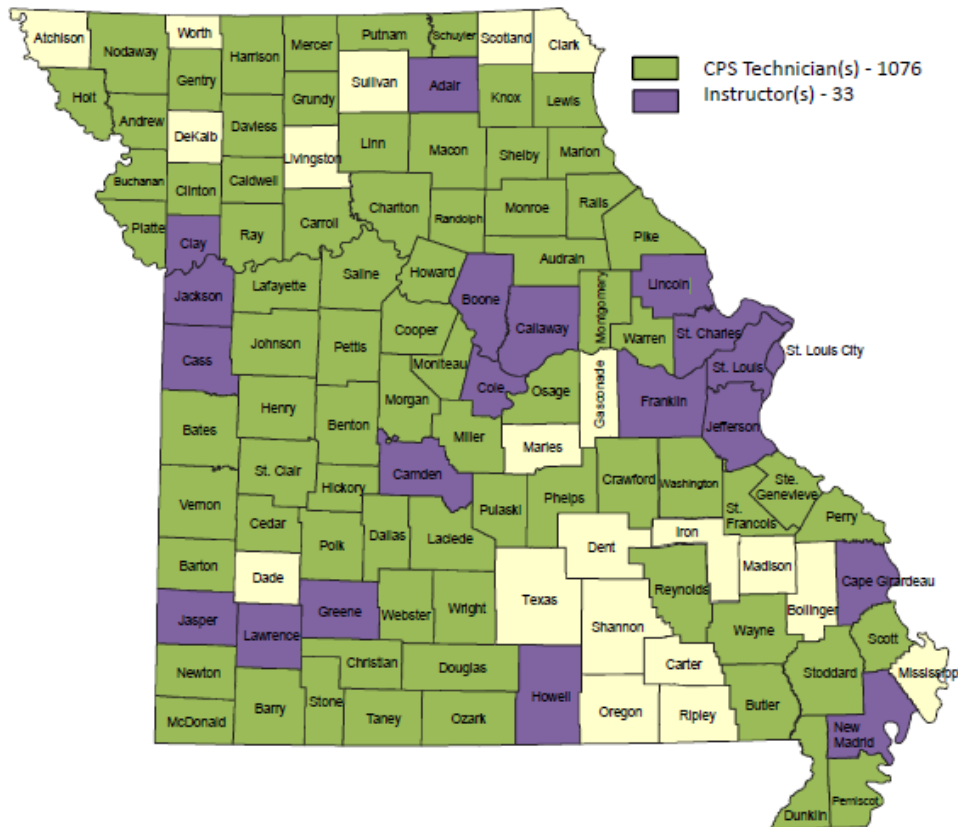 Atchison
Worth
Nodaway
Harrison
Mercer
Putnam
Schuyler
Scotland
Clark
CPS Technician(s) - 1076
Instructor(s) - 33
Gentry
Sullivan
Adair
Holt
Grundy
Knox
Lewis
Andrew
DeKalb
Daviess
Livingston
Linn
Macon
Shelby
Marion
Buchanan
Clinton
Caldwell
Chariton
Monroe
Ralls
Platte
Ray
Carroll
Randolph
Pike
Clay
Audrain
Jackson
Lafayette
Saline
Howard
Boone
Callaway
Montgomery
Lincoln
Cass
Johnson
Pettis
Cooper
Moniteau
Warren
St. Charles
St. Louis City
St. Louis
Cole
Osage
Gasconade
Franklin
Jefferson
Bates
Henry
Benton
Morgan
Miller
Maries
St. Clair
Hickory
Camden
Pulaski
Phelps
Crawford
Washington
Ste.
Genevieve
St.
Francois
Perry
Vernon
Cedar
Polk
Dallas
Laclede
Dent
Iron
Madison
Barton
Dade
Texas
Reynolds
Bollinger
Cape Girardeau
Jasper
Lawrence
Greene
Webster
Wright
Shannon
Wayne
Scott
Newton
Christian
Douglas
Carter
Stoddard
Mississipp
McDonald
Barry
Stone
Taney
Ozark
Howell
Oregon
Ripley
Butler
New
Madrid
Dunklin
Pemiscot